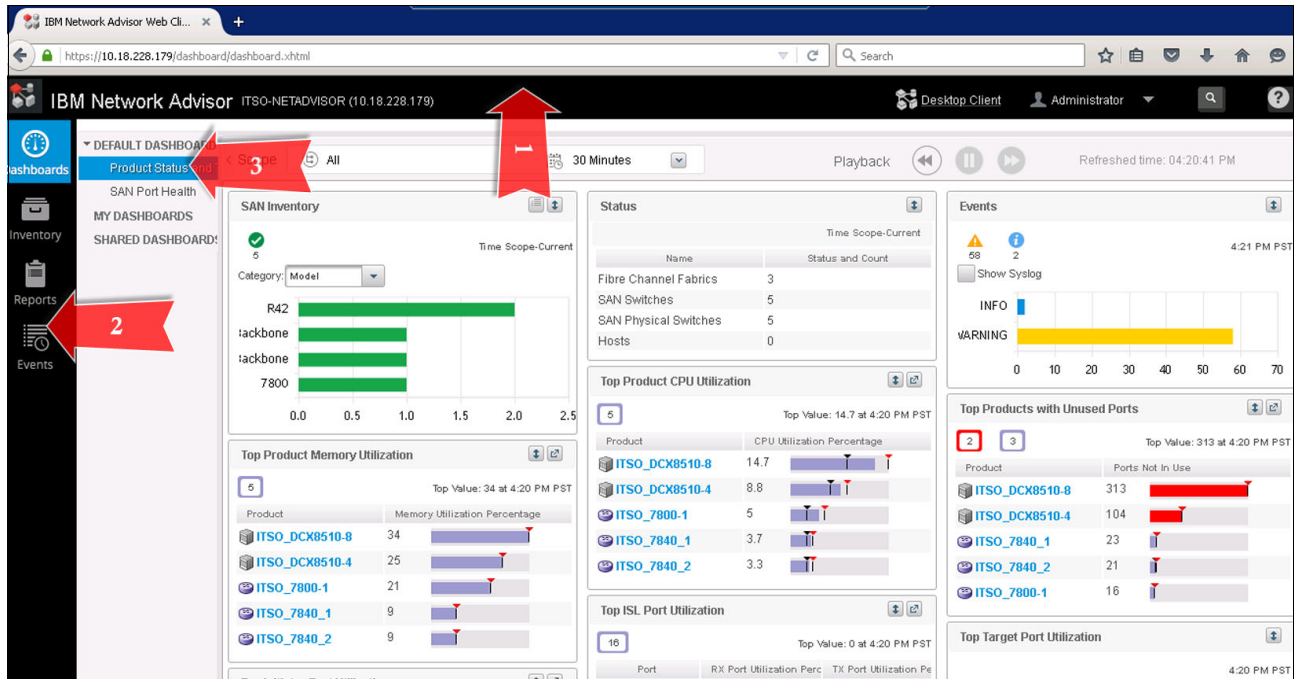 IBM Network Advisor Web Cli... × +
https://10.18.228.179/dashboard/dashboard.xhtml
Search
IBM Network Advisor ITSO-NETADVISOR (10.18.228.179)
Desktop Client
Administrator
?
1
Dashboards
Inventory
Reports
Events
2
DEFAULT DASHBOARD
Product Status and T
3
SAN Port Health
MY DASHBOARDS
SHARED DASHBOARDS
< Scope
All
30 Minutes
Playback
Refreshed time: 04:20:41 PM
SAN Inventory
5
Time Scope-Current
Category: Model
R42
ackbone
ackbone
7800
0.0 0.5 1.0 1.5 2.0 2.5
Top Product Memory Utilization
5
Top Value: 34 at 4:20 PM PST
Product Memory Utilization Percentage
ITSO_DCX8510-8 34
ITSO_DCX8510-4 25
ITSO_7800-1 21
ITSO_7840_1 9
ITSO_7840_2 9
Status
Time Scope-Current
Name Status and Count
Fibre Channel Fabrics 3
SAN Switches 5
SAN Physical Switches 5
Hosts 0
Top Product CPU Utilization
5
Top Value: 14.7 at 4:20 PM PST
Product CPU Utilization Percentage
ITSO_DCX8510-8 14.7
ITSO_DCX8510-4 8.8
ITSO_7800-1 5
ITSO_7840_1 3.7
ITSO_7840_2 3.3
Top ISL Port Utilization
16
Top Value: 0 at 4:20 PM PST
Port RX Port Utilization Perc TX Port Utilization Pe
Events
58 2
4:21 PM PST
Show Syslog
INFO
WARNING
0 10 20 30 40 50 60 70
Top Products with Unused Ports
2 3
Top Value: 313 at 4:20 PM PST
Product Ports Not In Use
ITSO_DCX8510-8 313
ITSO_DCX8510-4 104
ITSO_7840_1 23
ITSO_7840_2 21
ITSO_7800-1 16
Top Target Port Utilization
4:20 PM PST